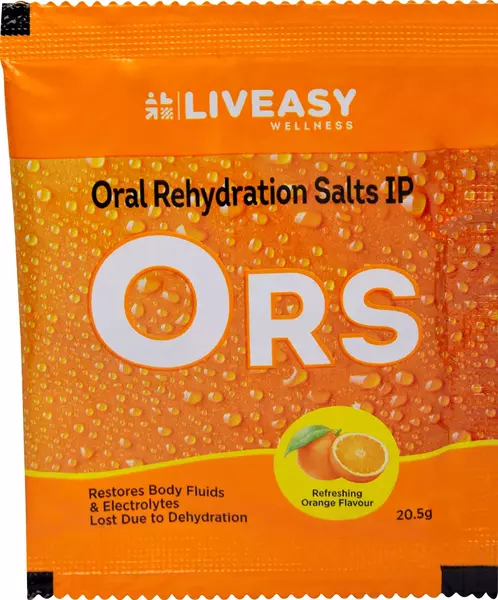 LIVEASY
WELLNESS
Oral Rehydration Salts IP
ORS
Refreshing
Orange Flavour
Restores Body Fluids
& Electrolytes
Lost Due to Dehydration
20.5g